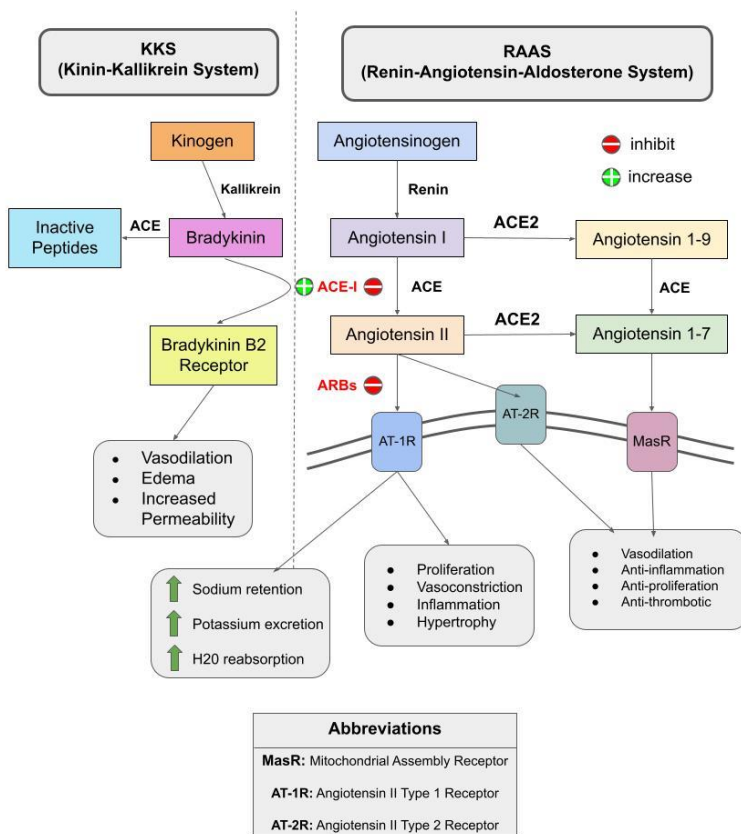 KKS
(Kinin-Kallikrein System)
RAAS
(Renin-Angiotensin-Aldosterone System)
Kinogen
Kallikrein
Inactive
Peptides
ACE
Bradykinin
Bradykinin B2
Receptor
Vasodilation
Edema
Increased
Permeability
Angiotensinogen
Renin
inhibit
increase
Angiotensin I
ACE2
Angiotensin 1-9
ACE-I
ACE
ACE
Angiotensin II
ACE2
Angiotensin 1-7
ARBs
AT-1R
AT-2R
MasR
Sodium retention
Potassium excretion
H20 reabsorption
Proliferation
Vasoconstriction
Inflammation
Hypertrophy
Vasodilation
Anti-inflammation
Anti-proliferation
Anti-thrombotic
Abbreviations
MasR: Mitochondrial Assembly Receptor
AT-1R: Angiotensin II Type 1 Receptor
AT-2R: Angiotensin II Type 2 Receptor